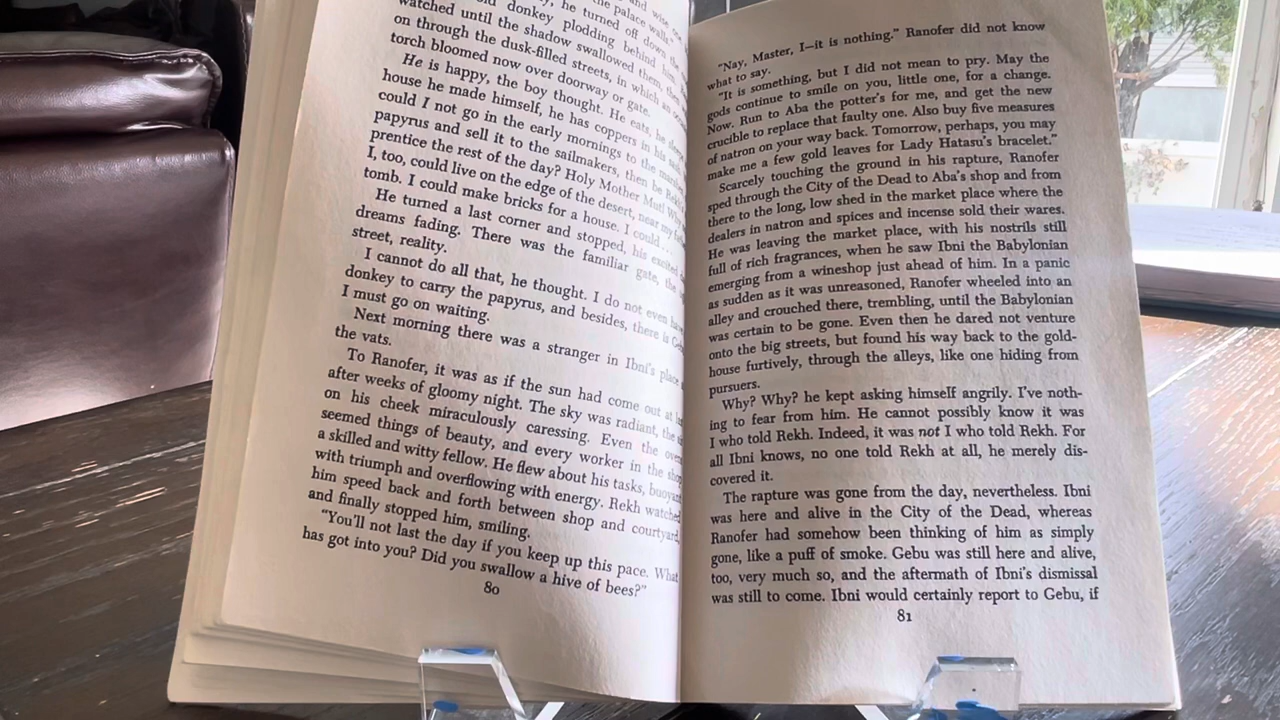 and wise
the palace walls
he turned off down the
old donkey plodding behind him
watched until the shadow swallowed them, then
on through the dusk-filled streets, in which an
torch bloomed now over doorway or gate.
He is happy, the boy thought. He eats, he
house he made himself, he has coppers in his
could I not go in the early mornings to the
papyrus and sell it to the sailmakers, then be
prentice the rest of the day? Holy Mother Mut!
I, too, could live on the edge of the desert, near my
tomb. I could make bricks for a house. I could . . .
He turned a last corner and stopped, his excited
dreams fading. There was the familiar gate, the
street, reality.
I cannot do all that, he thought. I do not even have
donkey to carry the papyrus, and besides, there is
I must go on waiting.
Next morning there was a stranger in Ibni's place
the vats.
To Ranofer, it was as if the sun had come out at
after weeks of gloomy night. The sky was radiant, the
on his cheek miraculously caressing. Even the
seemed things of beauty, and every worker in the shop
a skilled and witty fellow. He flew about his tasks, buoyant
with triumph and overflowing with energy. Rekh watched
him speed back and forth between shop and courtyard,
and finally stopped him, smiling.
"You'll not last the day if you keep up this pace. What
has got into you? Did you swallow a hive of bees?"
80
"Nay, Master, I—it is nothing." Ranofer did not know
what to say.
"It is something, but I did not mean to pry. May the
gods continue to smile on you, little one, for a change.
Now. Run to Aba the potter's for me, and get the new
crucible to replace that faulty one. Also buy five measures
of natron on your way back. Tomorrow, perhaps, you may
make me a few gold leaves for Lady Hatasu's bracelet."
Scarcely touching the ground in his rapture, Ranofer
sped through the City of the Dead to Aba's shop and from
there to the long, low shed in the market place where the
dealers in natron and spices and incense sold their wares.
He was leaving the market place, with his nostrils still
full of rich fragrances, when he saw Ibni the Babylonian
emerging from a wineshop just ahead of him. In a panic
as sudden as it was unreasoned, Ranofer wheeled into an
alley and crouched there, trembling, until the Babylonian
was certain to be gone. Even then he dared not venture
onto the big streets, but found his way back to the gold-
house furtively, through the alleys, like one hiding from
pursuers.
Why? Why? he kept asking himself angrily. I've noth-
ing to fear from him. He cannot possibly know it was
I who told Rekh. Indeed, it was not I who told Rekh. For
all Ibni knows, no one told Rekh at all, he merely dis-
covered it.
The rapture was gone from the day, nevertheless. Ibni
was here and alive in the City of the Dead, whereas
Ranofer had somehow been thinking of him as simply
gone, like a puff of smoke. Gebu was still here and alive,
too, very much so, and the aftermath of Ibni's dismissal
was still to come. Ibni would certainly report to Gebu, if
81